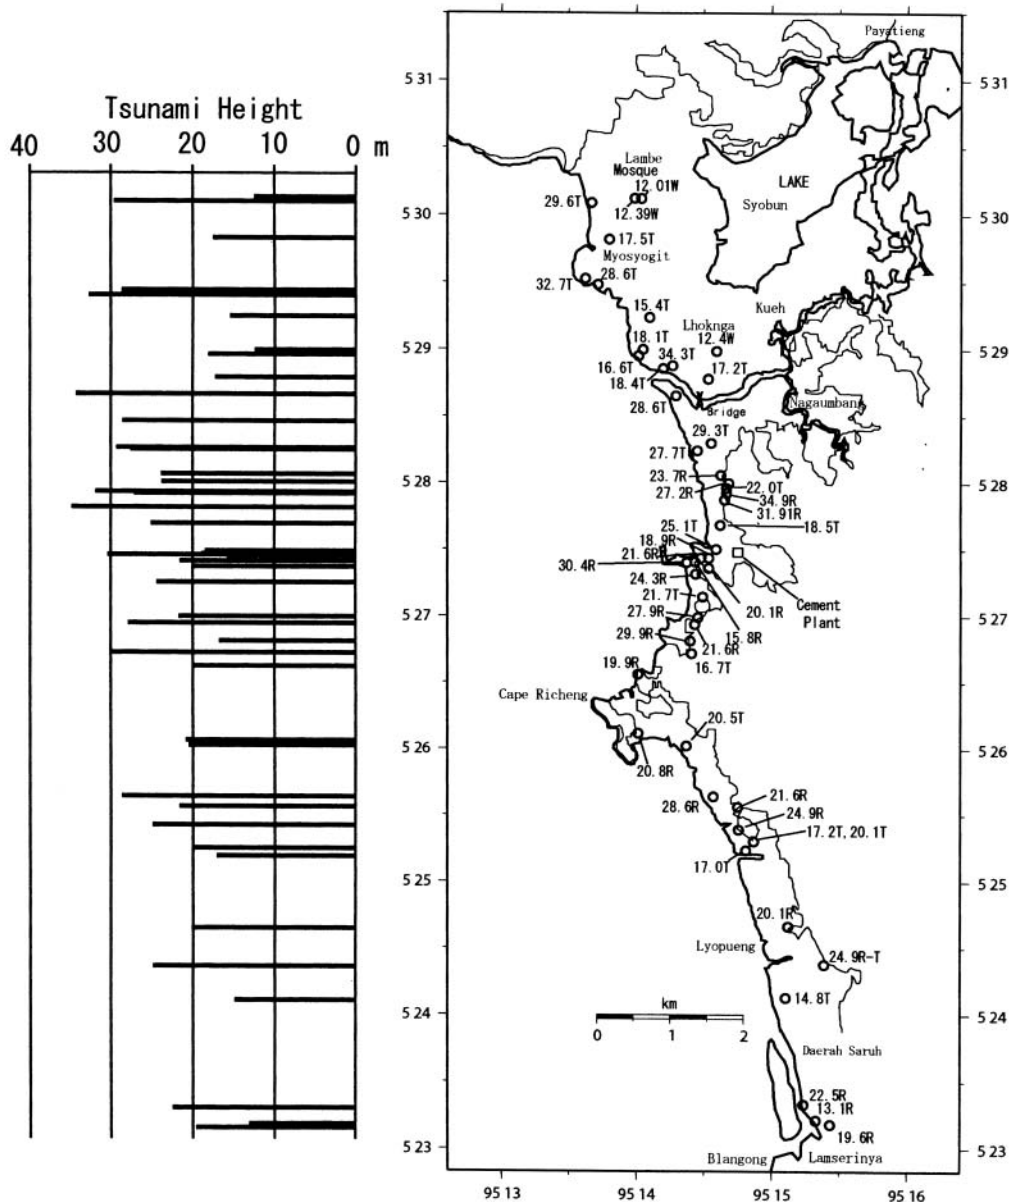 Tsunami Height
40 30 20 10 0 m
Payatieng
5 31
5 31
Lambe
Mosque
12.01W
LAKE
29.6T
12.39W
Syobun
5 30
5 30
17.5T
Myosyogit
28.6T
32.7T
Kueh
15.4T
Lhoknga
18.1T
12.4W
34.3T
5 29
5 29
16.6T
17.2T
18.4T
28.6T
Nagaumbang
Bridge
29.3T
27.7T
5 28
5 28
23.7R
22.0T
27.2R
34.9R
31.91R
25.1T
18.5T
18.9R
21.6R
30.4R
24.3R
20.1R
Cement
Plant
21.7T
5 27
5 27
27.9R
15.8R
29.9R
21.6R
16.7T
19.9R
Cape Richeng
20.5T
5 26
5 26
20.8R
21.6R
28.6R
24.9R
17.2T, 20.1T
17.0T
5 25
5 25
20.1R
Lyopueng
24.9R-T
14.8T
km
0 1 2
5 24
5 24
Daerah Saruh
22.5R
13.1R
19.6R
5 23
5 23
Blangong
Lamserinya
95 13
95 14
95 15
95 16